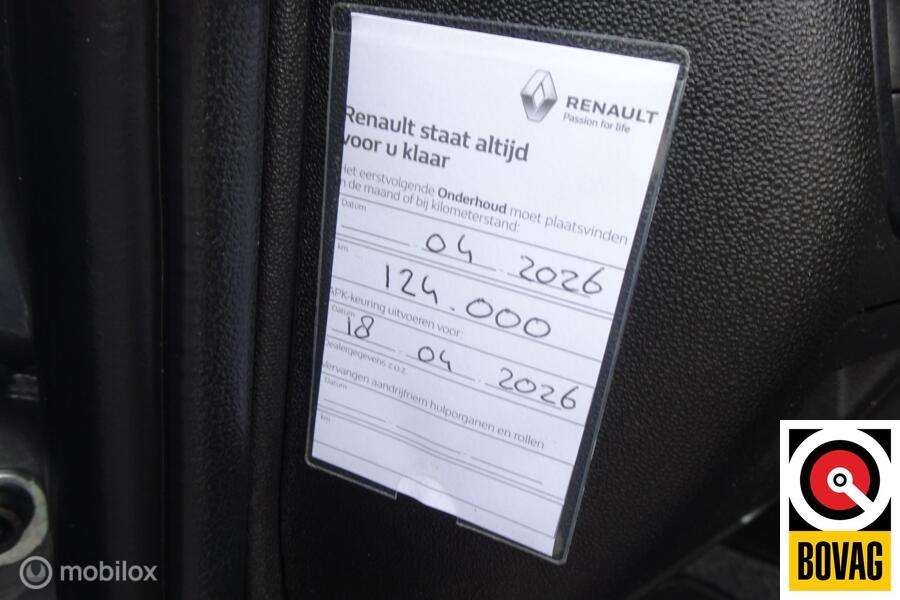 RENAULT
Passion for life
Renault staat altijd
voor u klaar
Het eerstvolgende Onderhoud moet plaatsvinden
in de maand of bij kilometerstand:
Datum
04 2026
km
124.000
APK-keuring uitvoeren voor:
Datum
18 04 2026
Dealergegevens z.o.z.
Vervangen aandrijfriem hulporganen en rollen
Datum
km
mobilox
BOVAG